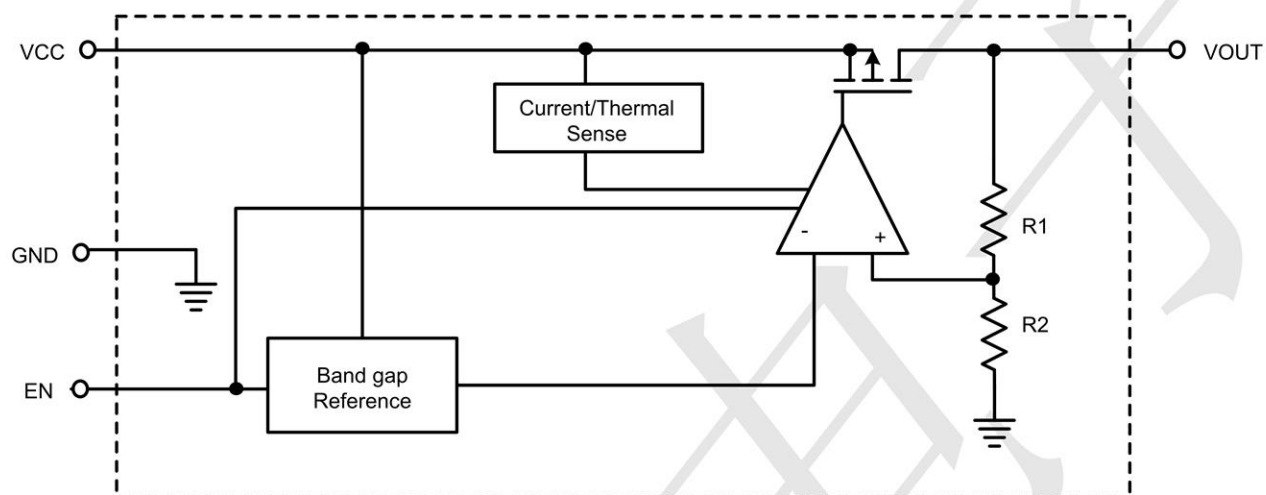 VCC
VOUT
Current/Thermal
Sense
-
+
R1
GND
R2
EN
Band gap
Reference